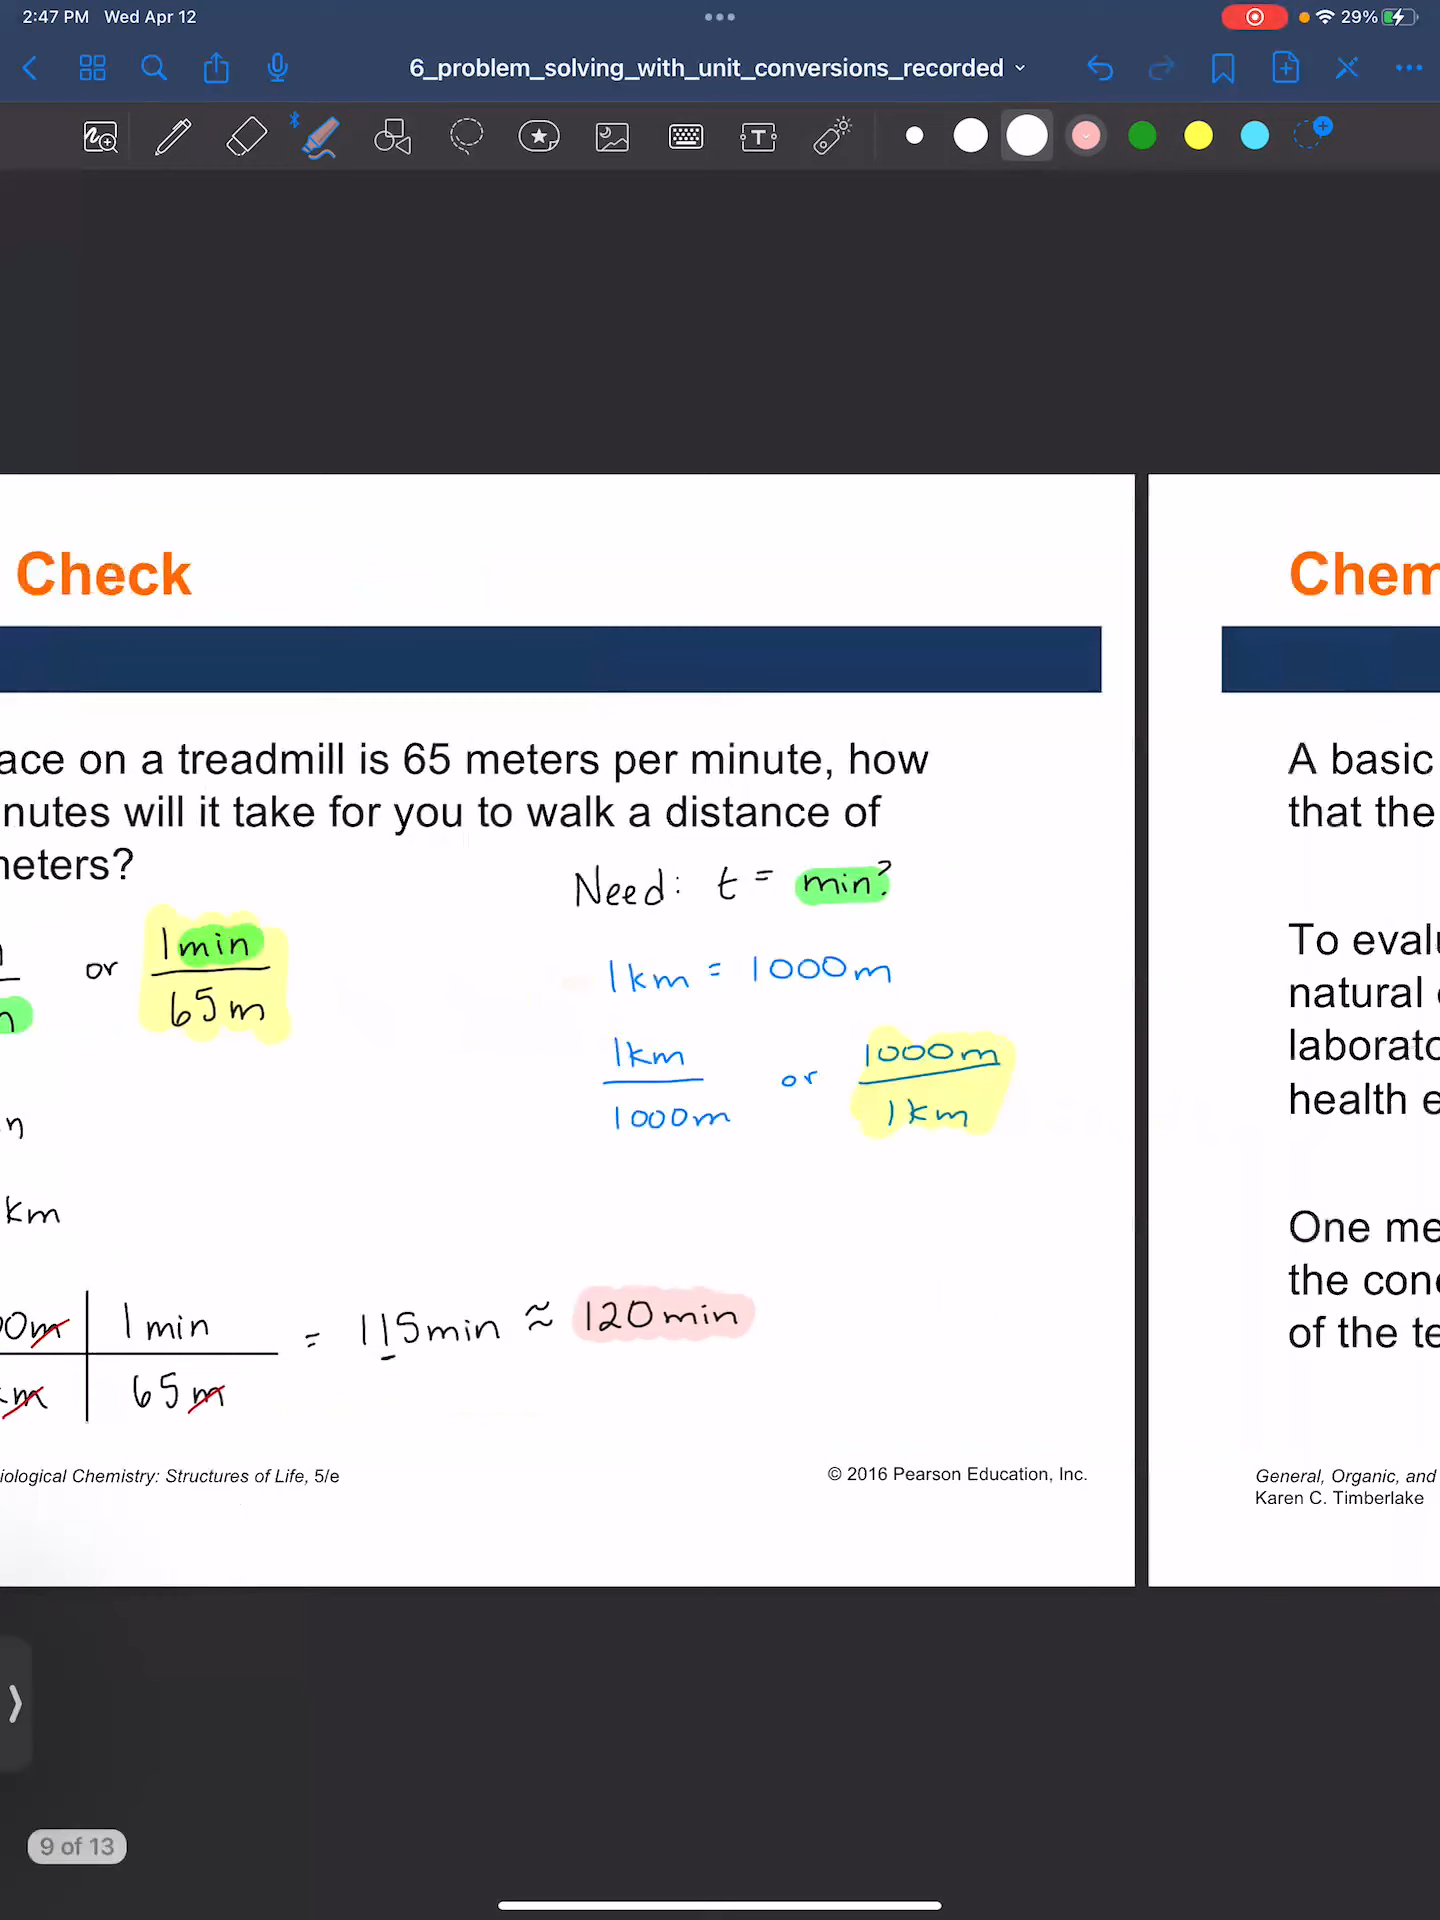 2:47 PM Wed Apr 12
29%
6_problem_solving_with_unit_conversions_recorded
Check
ace on a treadmill is 65 meters per minute, how
nutes will it take for you to walk a distance of
neters?
Need: t = min?
or 1 min
65 m
1 km = 1000 m
1 km
1000 m
or
1000 m
1 km
n
km
00m 1 min
= 115 min ≈ 120 min
km 65 m
iological Chemistry: Structures of Life, 5/e
© 2016 Pearson Education, Inc.
Chem
A basic
that the
To evalu
natural
laborato
health e
One me
the conc
of the te
General, Organic, and
Karen C. Timberlake
9 of 13